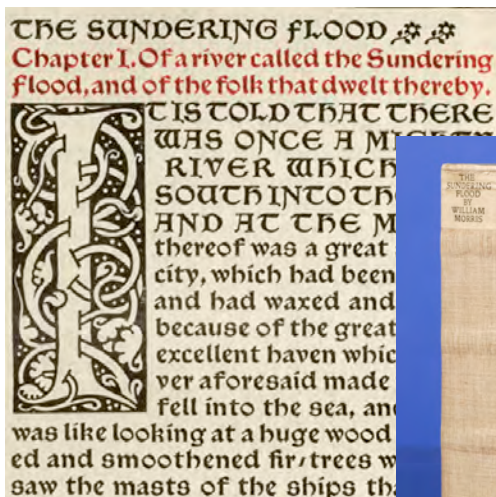 THE SUNDERING FLOOD
Chapter I. Of a river called the Sundering
Flood, and of the folk that dwelt thereby.
IT IS TOLD THAT THERE
WAS ONCE A MIGHTY
RIVER WHICH
SOUTH INTO TH
AND AT THE M
thereof was a great
city, which had been
and had waxed and
because of the great
excellent haven whic
ver aforesaid made
fell into the sea, an
was like looking at a huge wood
ed and smoothened fir-trees w
saw the masts of the ships tha
THE
SUNDERING
FLOOD
BY
WILLIAM
MORRIS